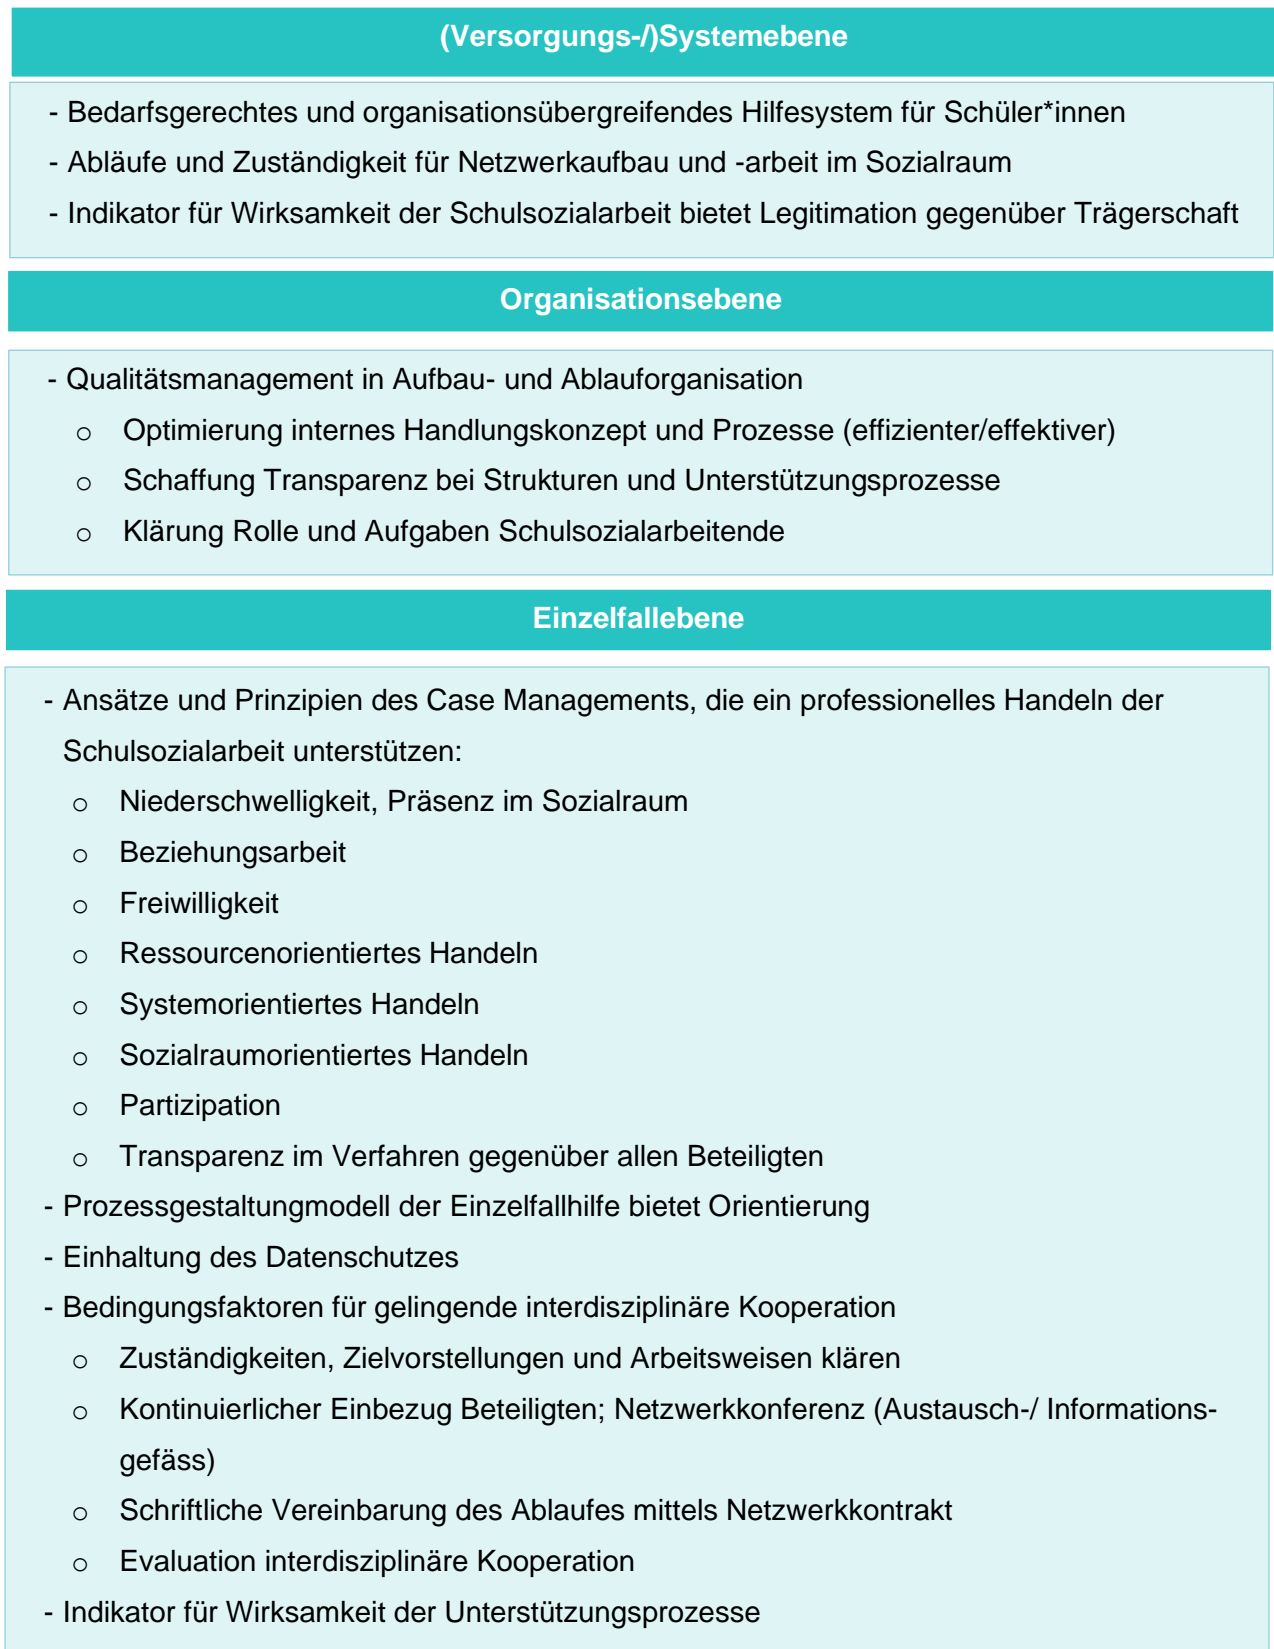 (Versorgungs-/)Systemebene
- Bedarfsgerechtes und organisationsübergreifendes Hilfesystem für Schüler*innen
- Abläufe und Zuständigkeit für Netzwerkaufbau und -arbeit im Sozialraum
- Indikator für Wirksamkeit der Schulsozialarbeit bietet Legitimation gegenüber Trägerschaft
Organisationsebene
- Qualitätsmanagement in Aufbau- und Ablauforganisation
o Optimierung internes Handlungskonzept und Prozesse (effizienter/effektiver)
o Schaffung Transparenz bei Strukturen und Unterstützungsprozesse
o Klärung Rolle und Aufgaben Schulsozialarbeitende
Einzelfallebene
- Ansätze und Prinzipien des Case Managements, die ein professionelles Handeln der
Schulsozialarbeit unterstützen:
o Niederschwelligkeit, Präsenz im Sozialraum
o Beziehungsarbeit
o Freiwilligkeit
o Ressourcenorientiertes Handeln
o Systemorientiertes Handeln
o Sozialraumorientiertes Handeln
o Partizipation
o Transparenz im Verfahren gegenüber allen Beteiligten
- Prozessgestaltungmodell der Einzelfallhilfe bietet Orientierung
- Einhaltung des Datenschutzes
- Bedingungsfaktoren für gelingende interdisziplinäre Kooperation
o Zuständigkeiten, Zielvorstellungen und Arbeitsweisen klären
o Kontinuierlicher Einbezug Beteiligten; Netzwerkkonferenz (Austausch-/ Informations-
gefäss)
o Schriftliche Vereinbarung des Ablaufes mittels Netzwerkkontrakt
o Evaluation interdisziplinäre Kooperation
- Indikator für Wirksamkeit der Unterstützungsprozesse